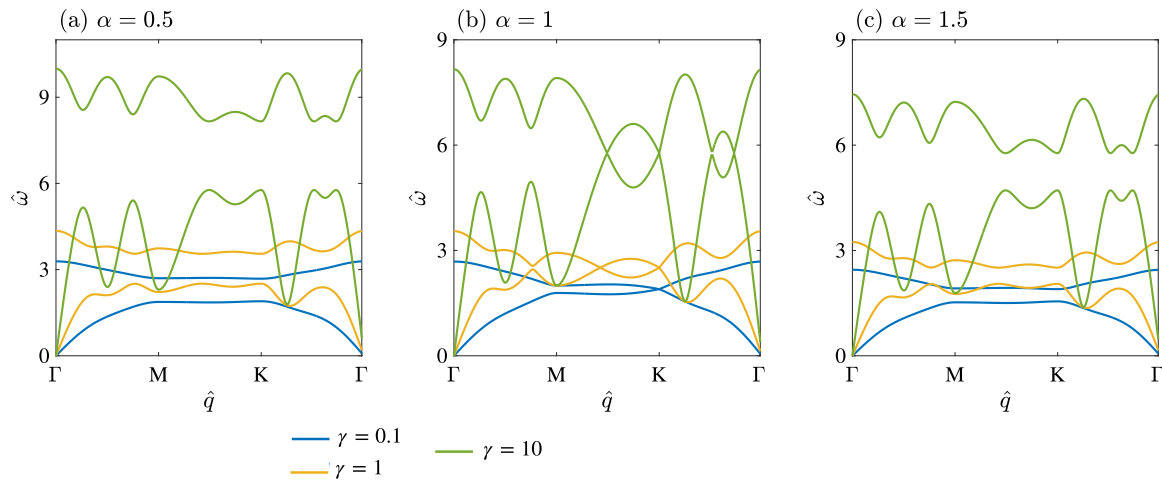 (a) α = 0.5
(b) α = 1
(c) α = 1.5
9
6
3
0
ω̂
Γ M K Γ
q̂
9
6
3
0
ω̂
Γ M K Γ
q̂
9
6
3
0
ω̂
Γ M K Γ
q̂
γ = 0.1
γ = 1
γ = 10